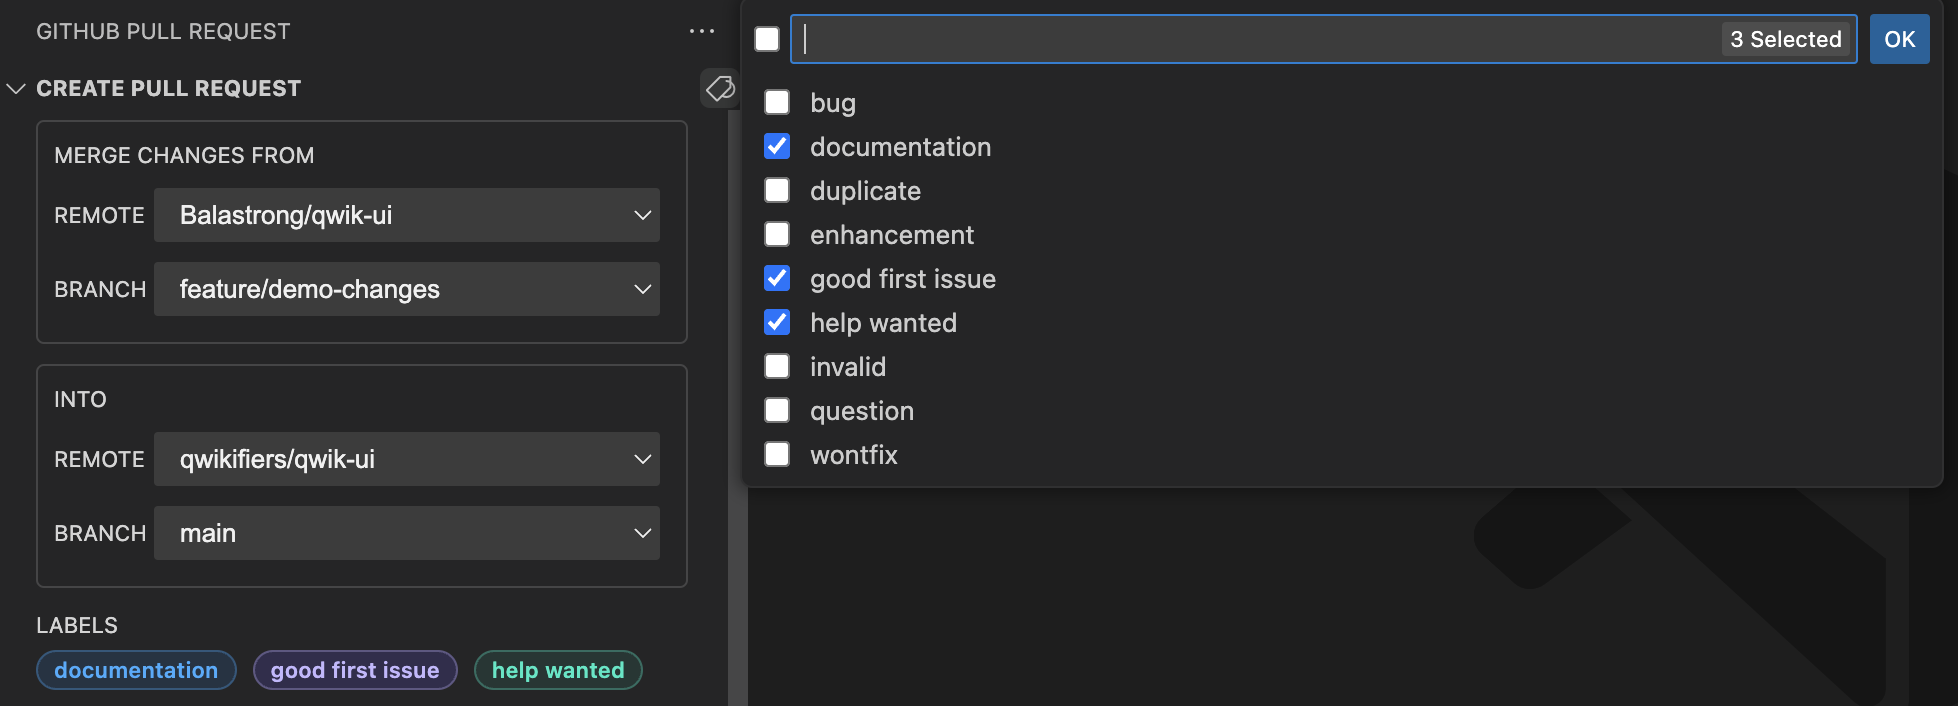 GITHUB PULL REQUEST
CREATE PULL REQUEST
MERGE CHANGES FROM
REMOTE Balastrong/qwik-ui
BRANCH feature/demo-changes
INTO
REMOTE qwikifiers/qwik-ui
BRANCH main
LABELS
documentation good first issue help wanted
3 Selected OK
bug
documentation
duplicate
enhancement
good first issue
help wanted
invalid
question
wontfix